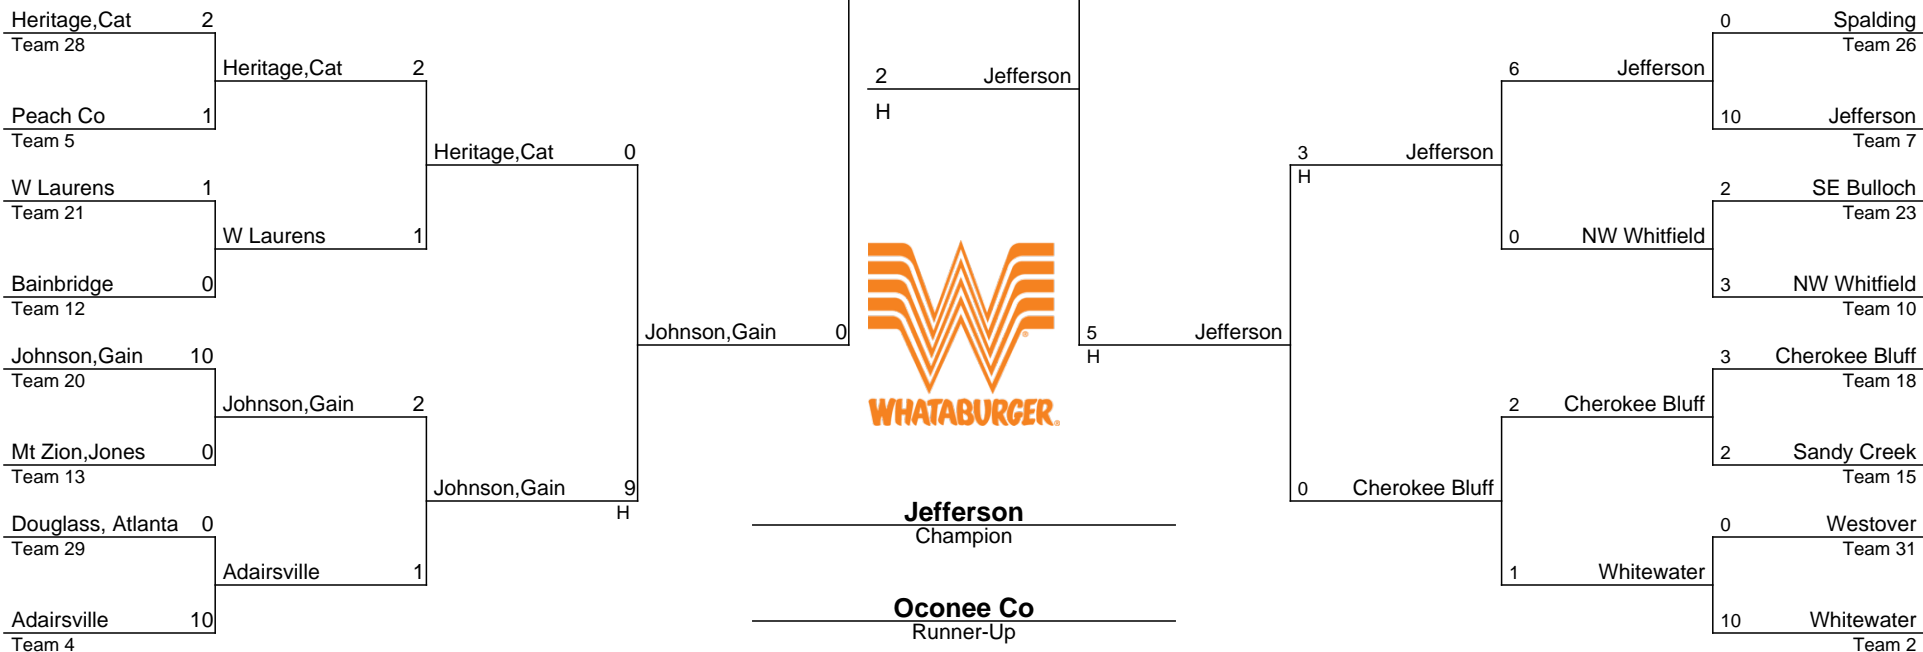 Heritage,Cat 2
Team 28
Heritage,Cat 2
Peach Co 1
Team 5
Heritage,Cat 0
W Laurens 1
Team 21
W Laurens 1
Bainbridge 0
Team 12
Johnson,Gain 0
Johnson,Gain 10
Team 20
Johnson,Gain 2
Mt Zion,Jones 0
Team 13
Johnson,Gain 9
H
Douglass, Atlanta 0
Team 29
Adairsville 1
Adairsville 10
Team 4
2 Jefferson
H
WHATABURGER®
Jefferson
Champion
Oconee Co
Runner-Up
0 Spalding
Team 26
6 Jefferson
10 Jefferson
Team 7
3 Jefferson
H
2 SE Bulloch
Team 23
0 NW Whitfield
3 NW Whitfield
Team 10
5 Jefferson
H
3 Cherokee Bluff
Team 18
2 Cherokee Bluff
2 Sandy Creek
Team 15
0 Cherokee Bluff
0 Westover
Team 31
1 Whitewater
10 Whitewater
Team 2